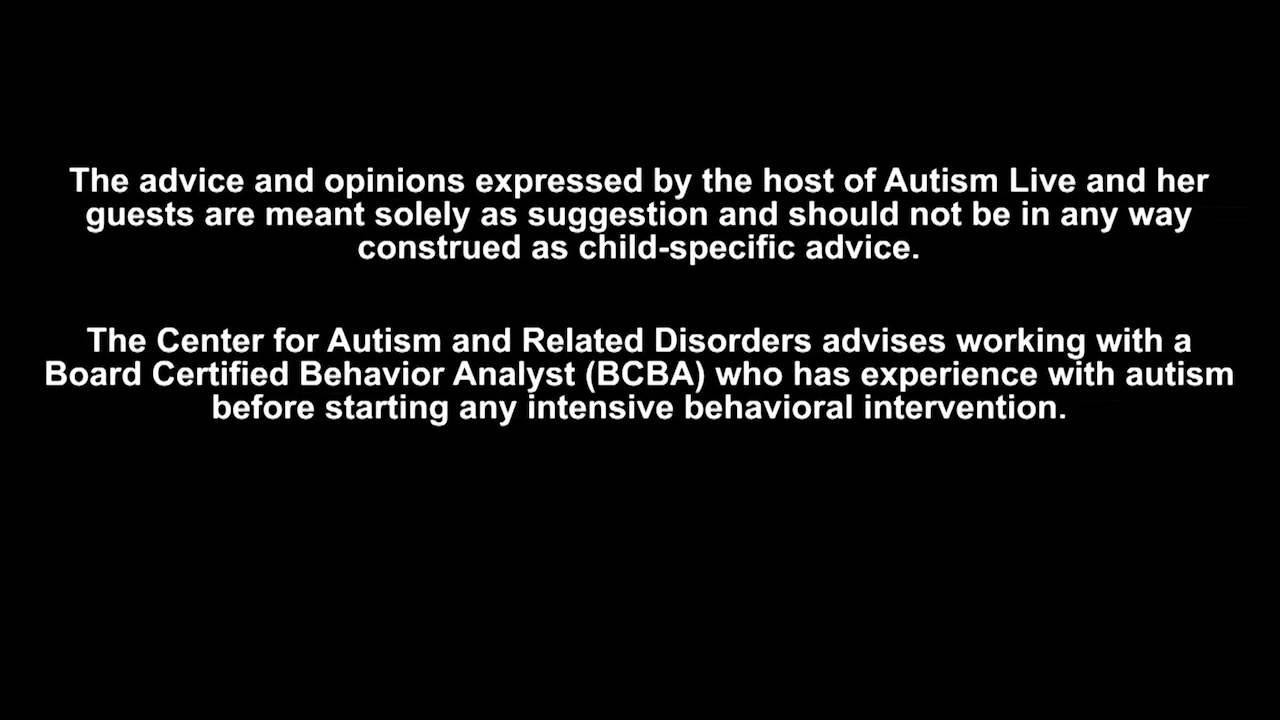 The advice and opinions expressed by the host of Autism Live and her
guests are meant solely as suggestion and should not be in any way
construed as child-specific advice.
The Center for Autism and Related Disorders advises working with a
Board Certified Behavior Analyst (BCBA) who has experience with autism
before starting any intensive behavioral intervention.